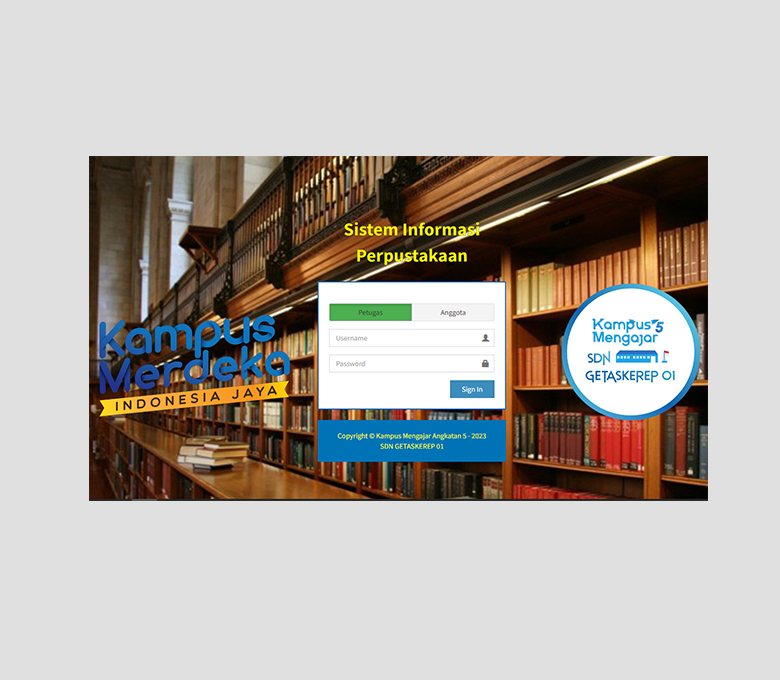 Sistem Informasi
Perpustakaan
Petugas
Anggota
Username
Password
Sign In
Copyright © Kampus Mengajar Angkatan 5 - 2023
SDN GETASKEREP 01
Kampus
Merdeka
INDONESIA JAYA
Kampus 5
Mengajar
SDN
GETASKEREP 01